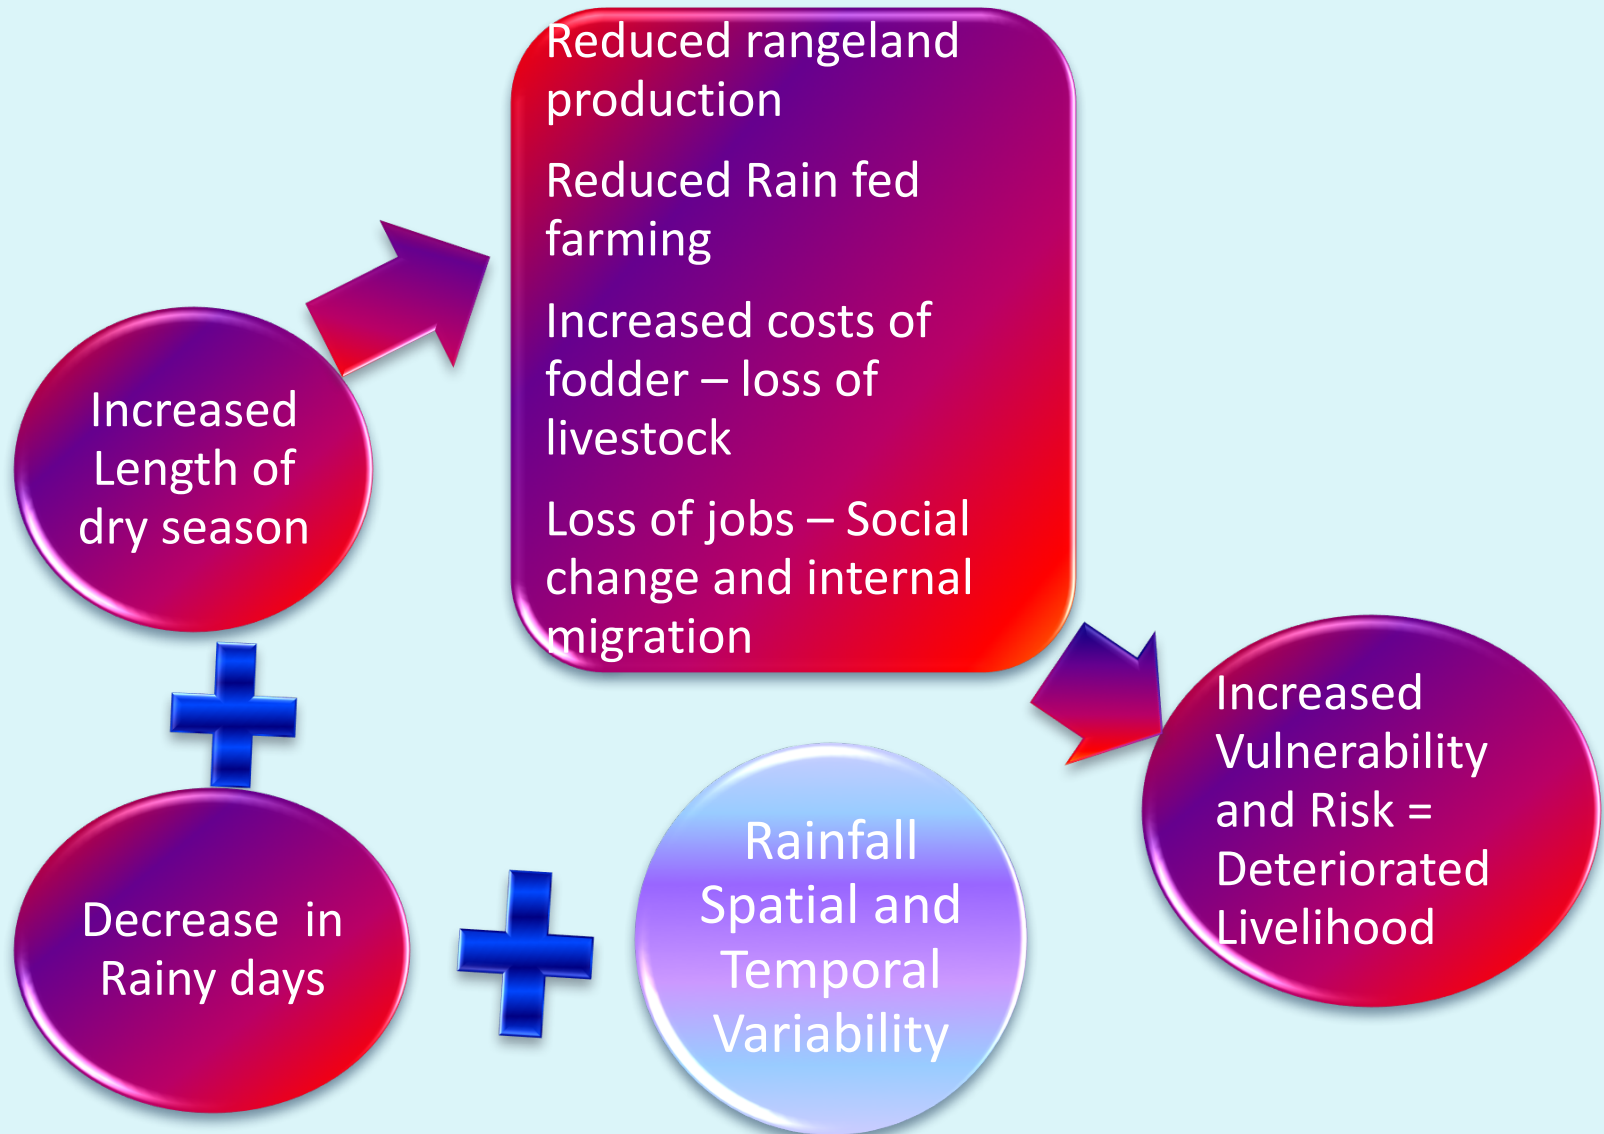 Reduced rangeland
production
Reduced Rain fed
farming
Increased costs of
fodder – loss of
livestock
Loss of jobs – Social
change and internal
migration
Increased
Length of
dry season
Decrease  in
Rainy days
Rainfall
Spatial and
Temporal
Variability
Increased
Vulnerability
and Risk =
Deteriorated
Livelihood